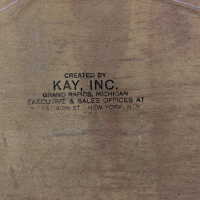 CREATED BY
KAY, INC.
GRAND RAPIDS, MICHIGAN
EXECUTIVE & SALES OFFICES AT
ST. NEW YORK, N.Y.